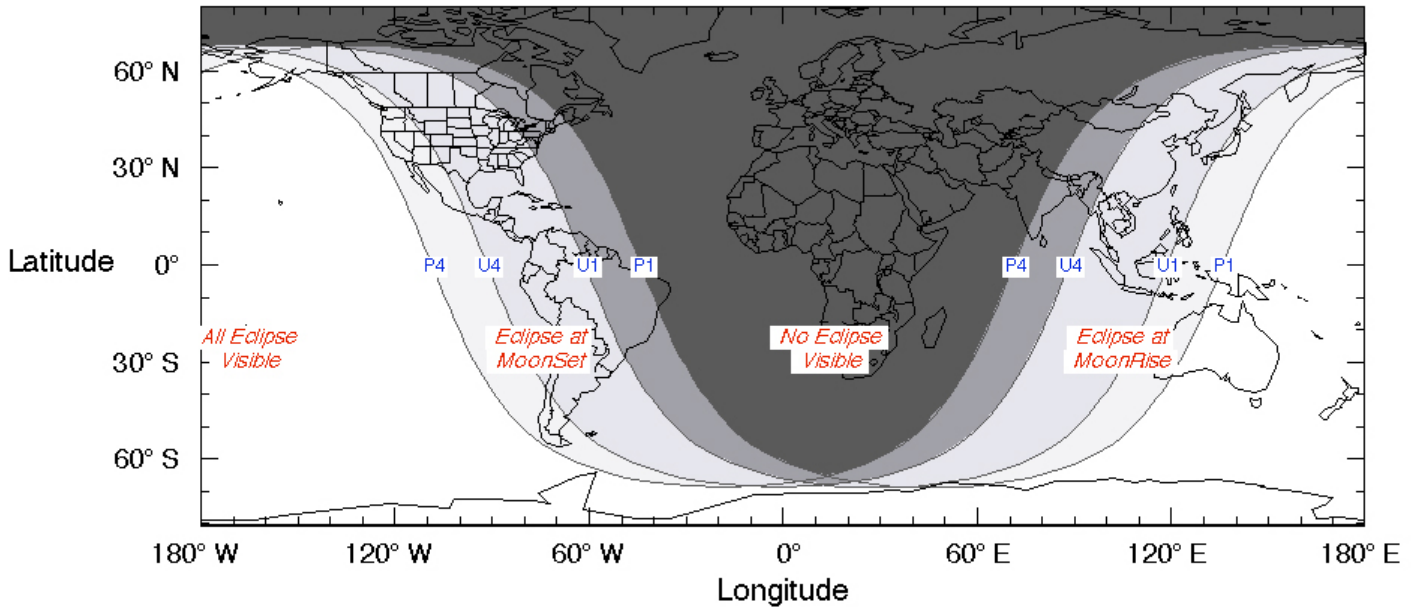 60° N
30° N
Latitude 0° P4 U4 U1 P1 P4 U4 U1 P1
All Eclipse Visible
Eclipse at MoonSet
No Eclipse Visible
Eclipse at MoonRise
30° S
60° S
180° W 120° W 60° W 0° 60° E 120° E 180° E
Longitude